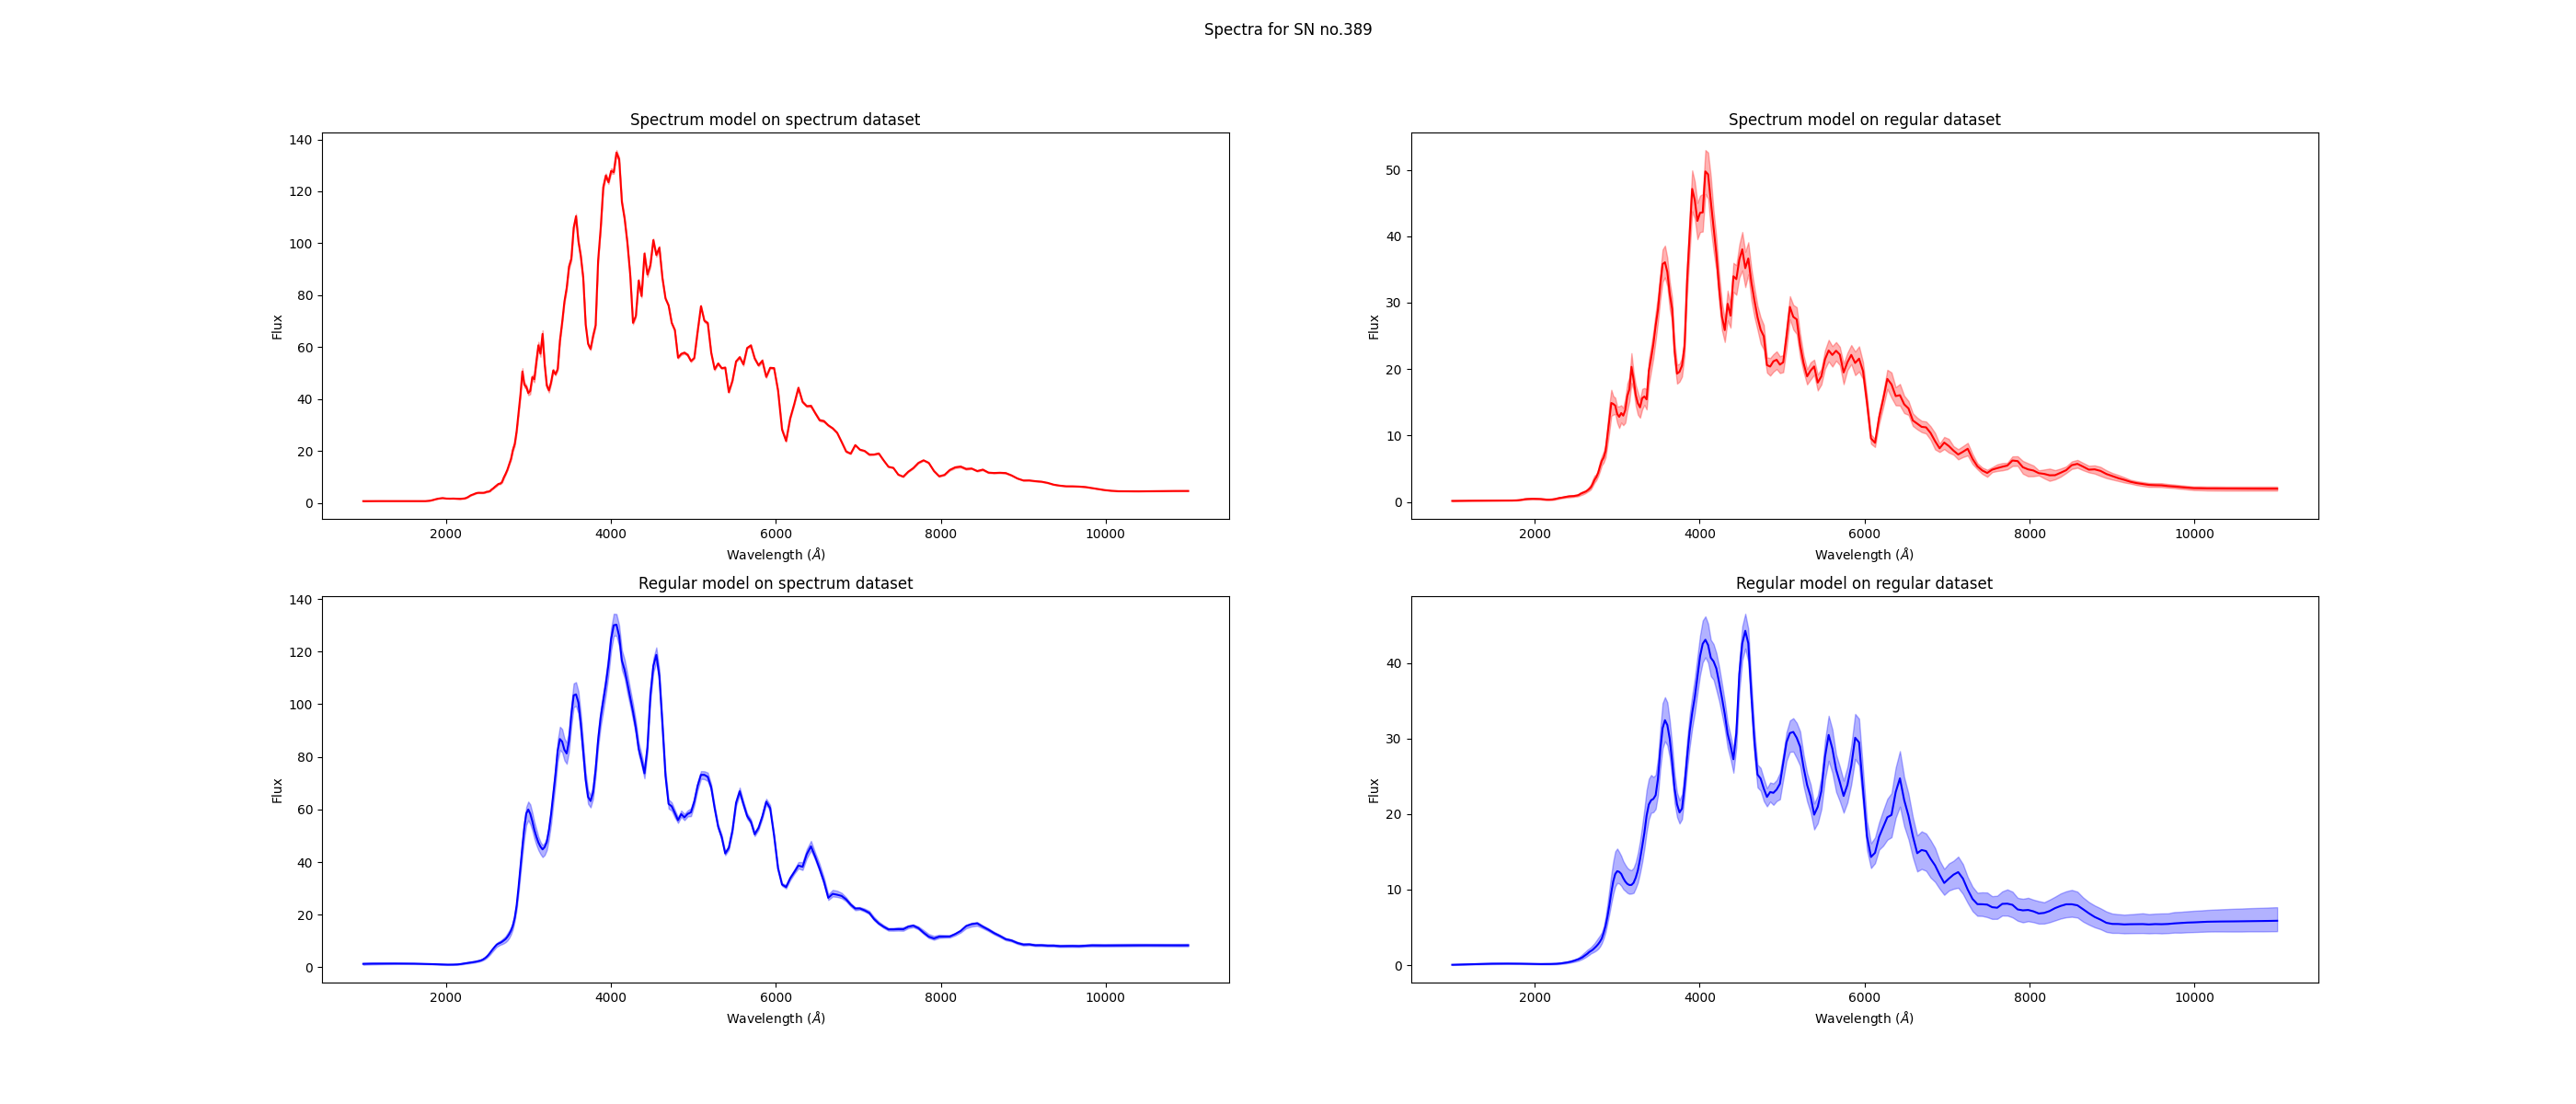 Spectra for SN no.389
Spectrum model on spectrum dataset
140
120
100
80
60
40
20
0
Flux
2000 4000 6000 8000 10000
Wavelength (Å)
Spectrum model on regular dataset
50
40
30
20
10
0
Flux
2000 4000 6000 8000 10000
Wavelength (Å)
Regular model on spectrum dataset
140
120
100
80
60
40
20
0
Flux
2000 4000 6000 8000 10000
Wavelength (Å)
Regular model on regular dataset
40
30
20
10
0
Flux
2000 4000 6000 8000 10000
Wavelength (Å)